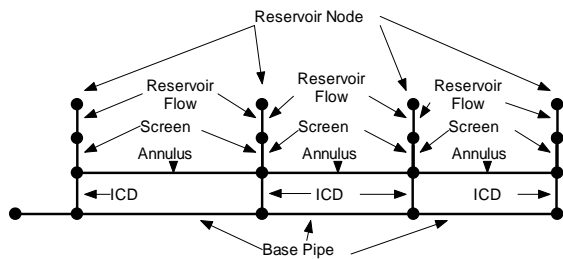 Reservoir Node
Reservoir
Flow
Reservoir
Flow
Reservoir
Flow
Screen
Screen
Screen
Annulus
Annulus
Annulus
ICD
ICD
ICD
Base Pipe